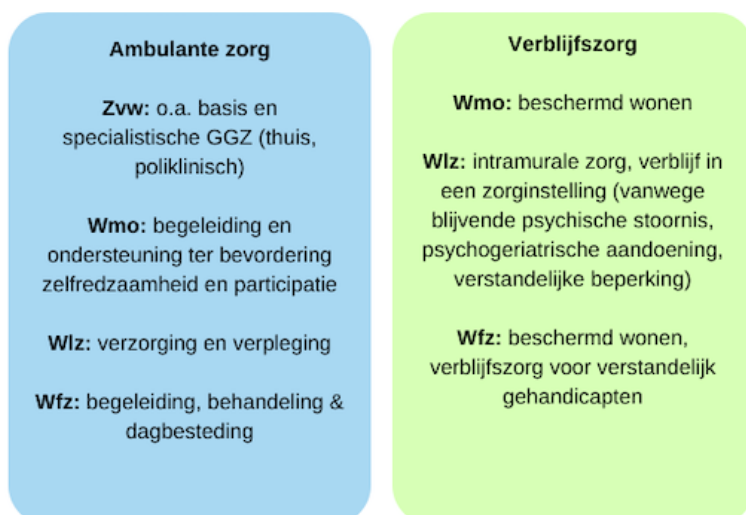 Ambulante zorg
Zvw: o.a. basis en
specialistische GGZ (thuis,
poliklinisch)
Wmo: begeleiding en
ondersteuning ter bevordering
zelfredzaamheid en participatie
Wlz: verzorging en verpleging
Wfz: begeleiding, behandeling &
dagbesteding
Verblijfszorg
Wmo: beschermd wonen
Wlz: intramurale zorg, verblijf in
een zorginstelling (vanwege
blijvende psychische stoornis,
psychogeriatrische aandoening,
verstandelijke beperking)
Wfz: beschermd wonen,
verblijfszorg voor verstandelijk
gehandicapten